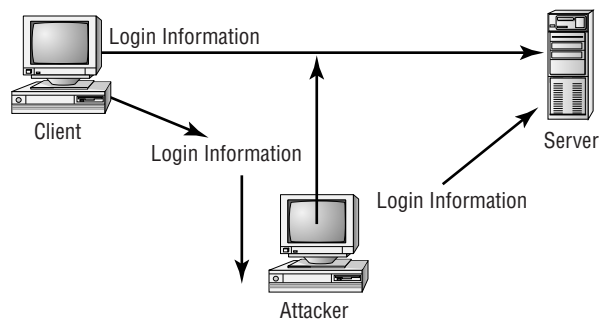 Login Information
Client
Server
Login Information
Login Information
Attacker